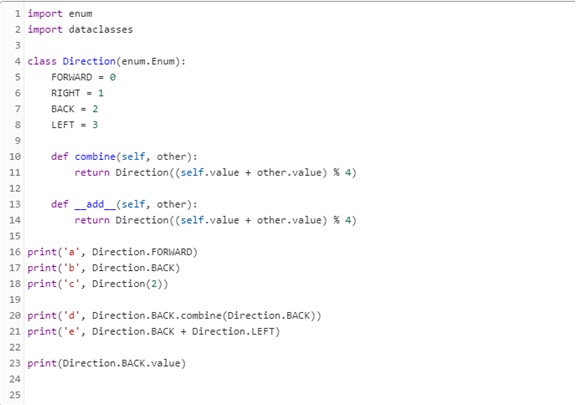 1 import enum
2 import dataclasses
3
4 class Direction(enum.Enum):
5     FORWARD = 0
6     RIGHT = 1
7     BACK = 2
8     LEFT = 3
9
10     def combine(self, other):
11         return Direction((self.value + other.value) % 4)
12
13     def __add__(self, other):
14         return Direction((self.value + other.value) % 4)
15
16 print('a', Direction.FORWARD)
17 print('b', Direction.BACK)
18 print('c', Direction(2))
19
20 print('d', Direction.BACK.combine(Direction.BACK))
21 print('e', Direction.BACK + Direction.LEFT)
22
23 print(Direction.BACK.value)
24
25